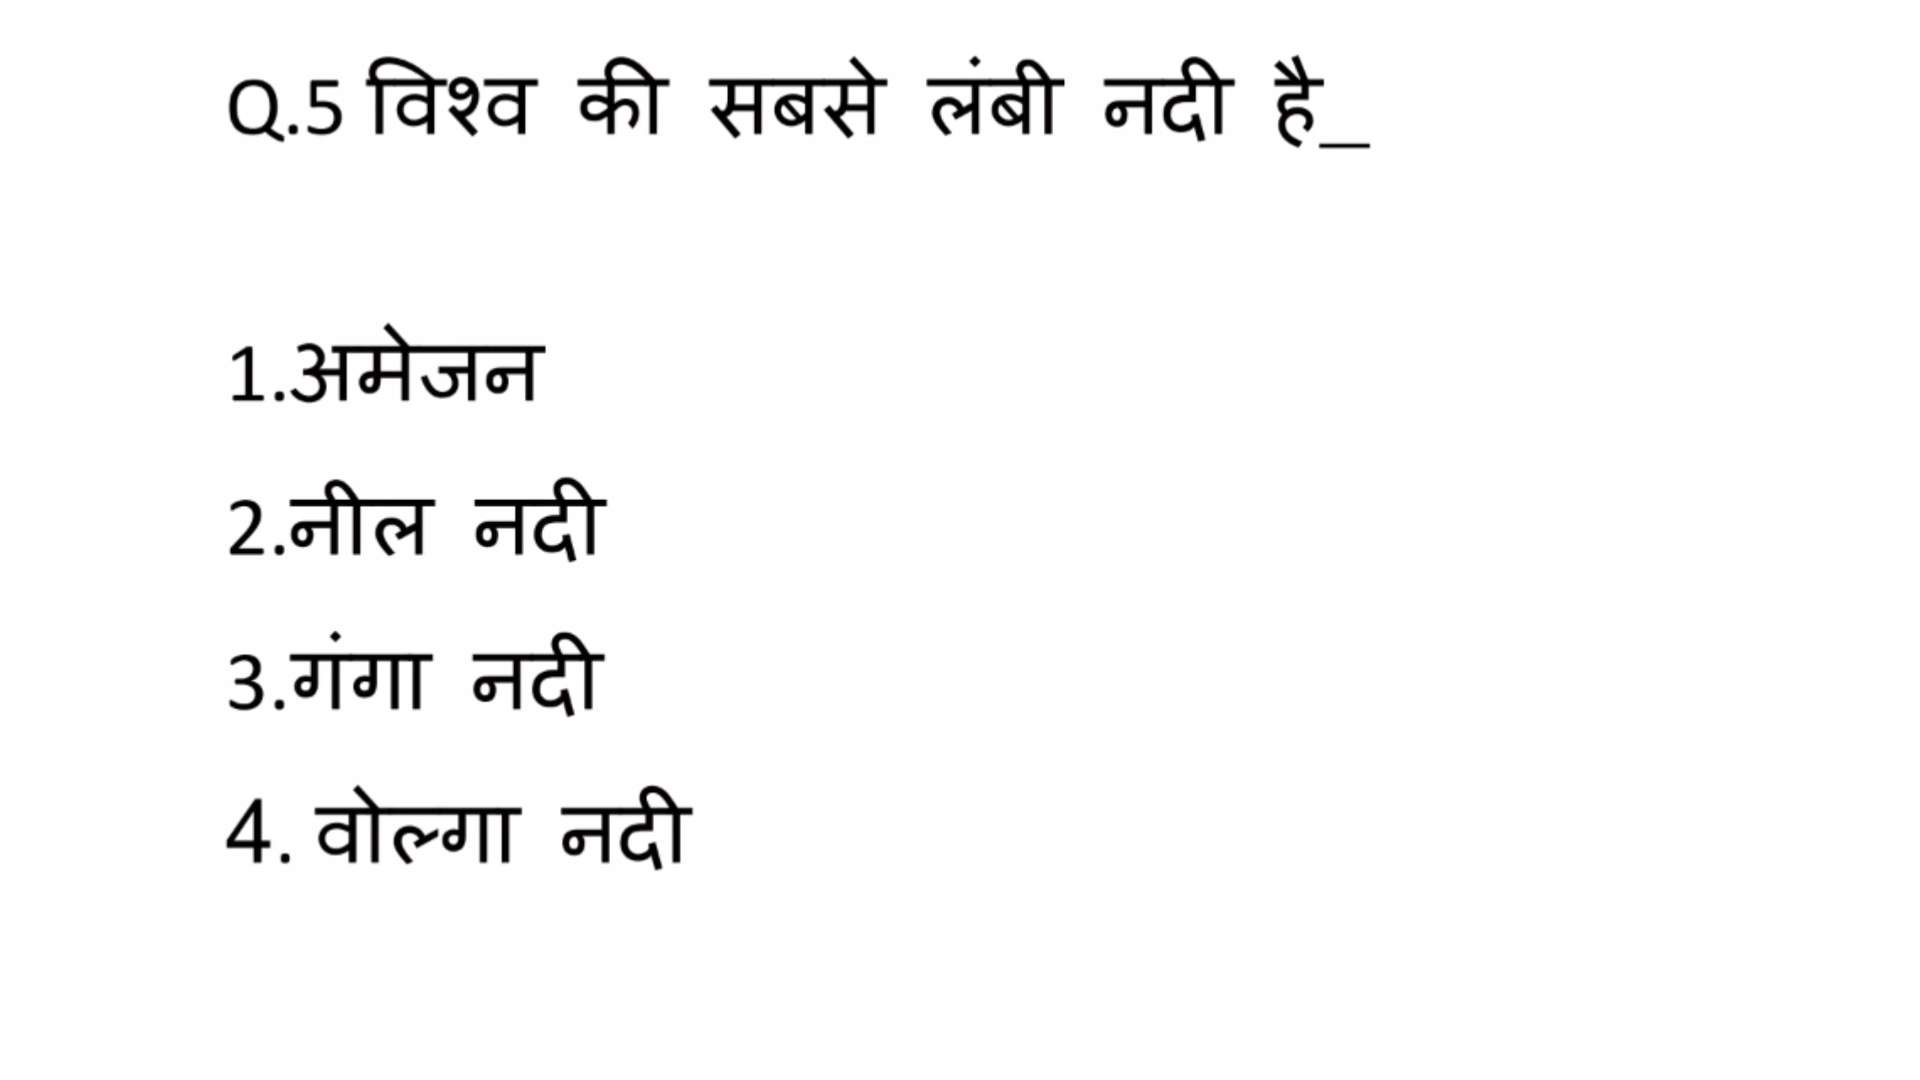 Q.5 विश्व की सबसे लंबी नदी है_
1.अमेजन
2.नील नदी
3.गंगा नदी
4. वोल्गा नदी